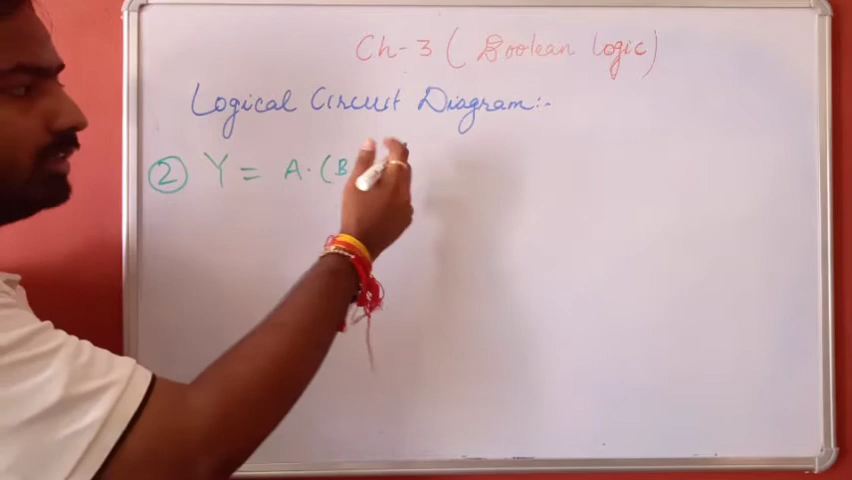 Ch-3 (Boolean Logic)
Logical Circuit Diagram:-
② Y = A·(B